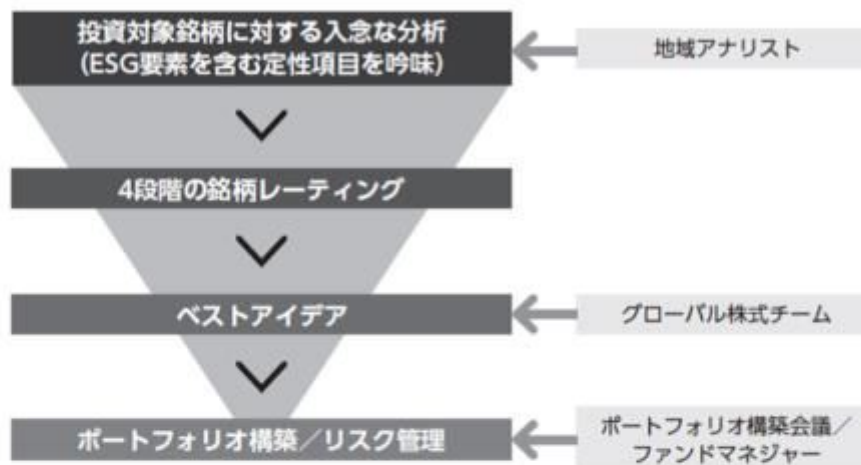 投資対象銘柄に対する入念な分析
(ESG要素を含む定性項目を吟味)
地域アナリスト
4段階の銘柄レーティング
ベストアイデア
グローバル株式チーム
ポートフォリオ構築／リスク管理
ポートフォリオ構築会議／
ファンドマネジャー